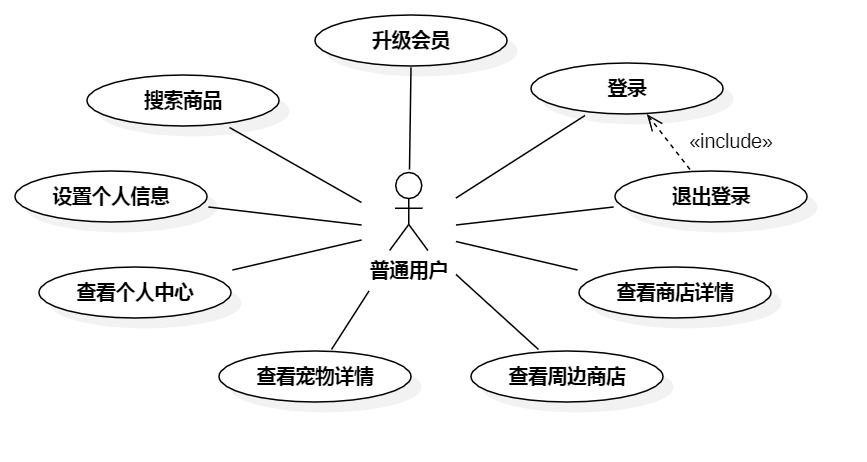 升级会员
登录
搜索商品
«include»
设置个人信息
退出登录
普通用户
查看个人中心
查看商店详情
查看宠物详情
查看周边商店